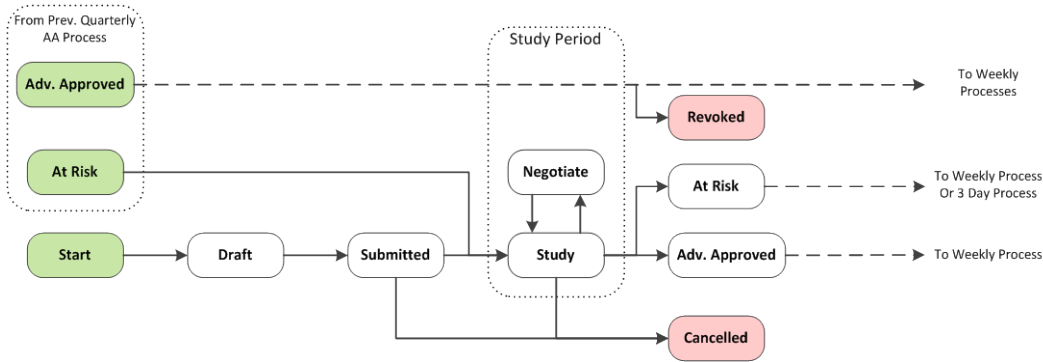 From Prev. Quarterly
AA Process
Study Period
Adv. Approved
To Weekly
Processes
Revoked
At Risk
Negotiate
At Risk
To Weekly Process
Or 3 Day Process
Start
Draft
Submitted
Study
Adv. Approved
To Weekly Process
Cancelled